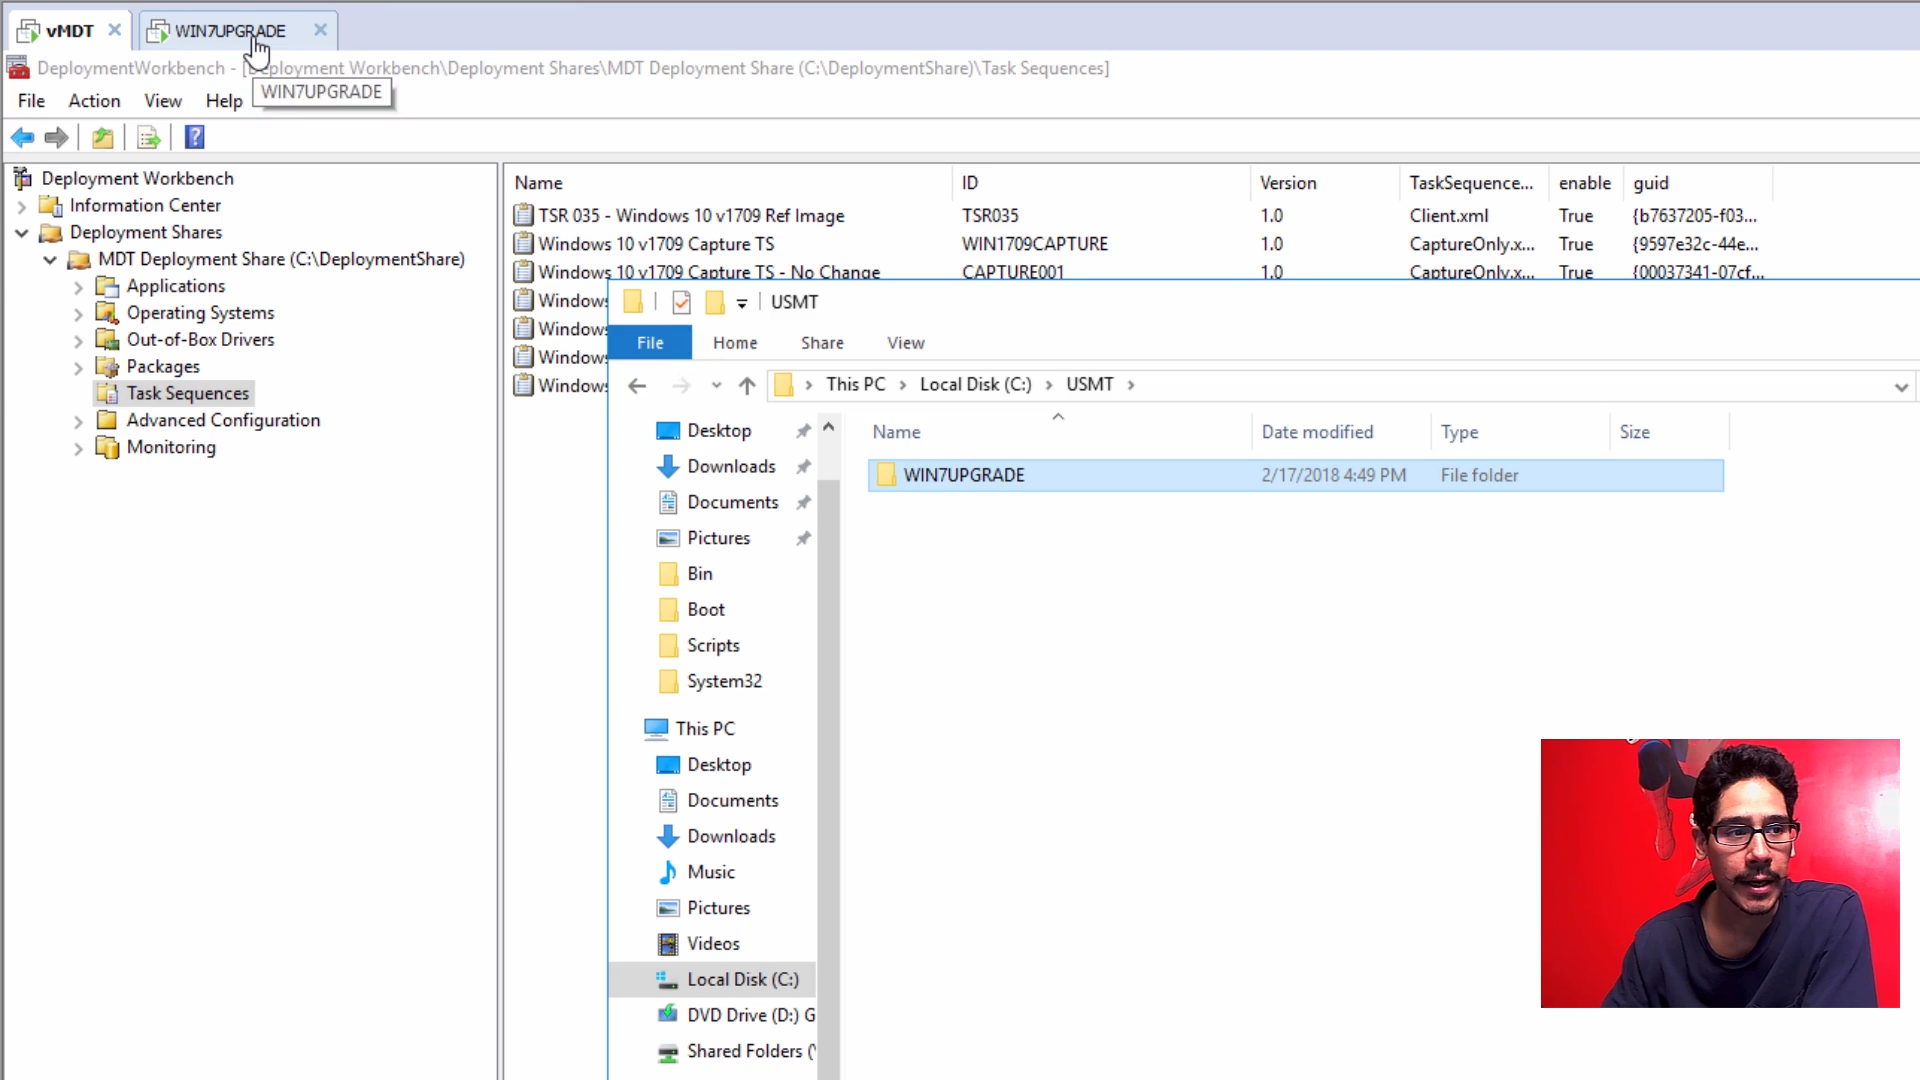 vMDT
WIN7UPGRADE
DeploymentWorkbench - [Deployment Workbench\Deployment Shares\MDT Deployment Share (C:\DeploymentShare)\Task Sequences]
WIN7UPGRADE
File Action View Help
Deployment Workbench
Information Center
Deployment Shares
MDT Deployment Share (C:\DeploymentShare)
Applications
Operating Systems
Out-of-Box Drivers
Packages
Task Sequences
Advanced Configuration
Monitoring
Name ID Version TaskSequence... enable guid
TSR 035 - Windows 10 v1709 Ref Image TSR035 1.0 Client.xml True {b7637205-f03...
Windows 10 v1709 Capture TS WIN1709CAPTURE 1.0 CaptureOnly.x... True {9597e32c-44e...
Windows 10 v1709 Capture TS - No Change CAPTURE001 1.0 CaptureOnly.x... True {00037341-07cf...
Windows
Windows
Windows
Windows
USMT
File Home Share View
This PC Local Disk (C:) USMT
Desktop
Downloads
Documents
Pictures
Bin
Boot
Scripts
System32
This PC
Desktop
Documents
Downloads
Music
Pictures
Videos
Local Disk (C:)
DVD Drive (D:) G
Shared Folders (
Name Date modified Type Size
WIN7UPGRADE 2/17/2018 4:49 PM File folder